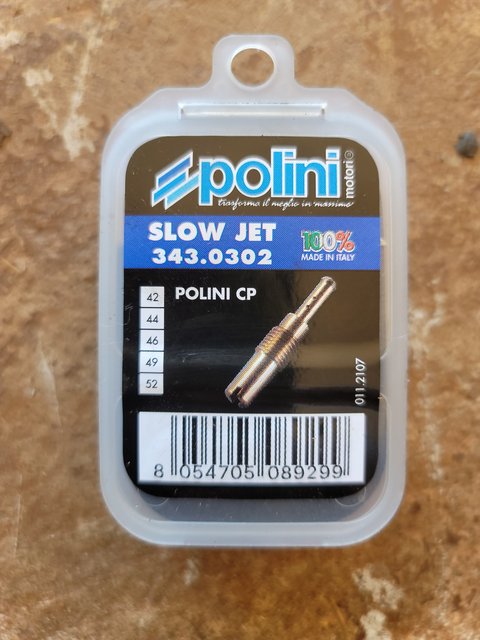 polini
motori
trasforma il meglio in massimo
SLOW JET
343.0302
100%
MADE IN ITALY
42
44
46
49
52
POLINI CP
011.2107
8 054705 089299